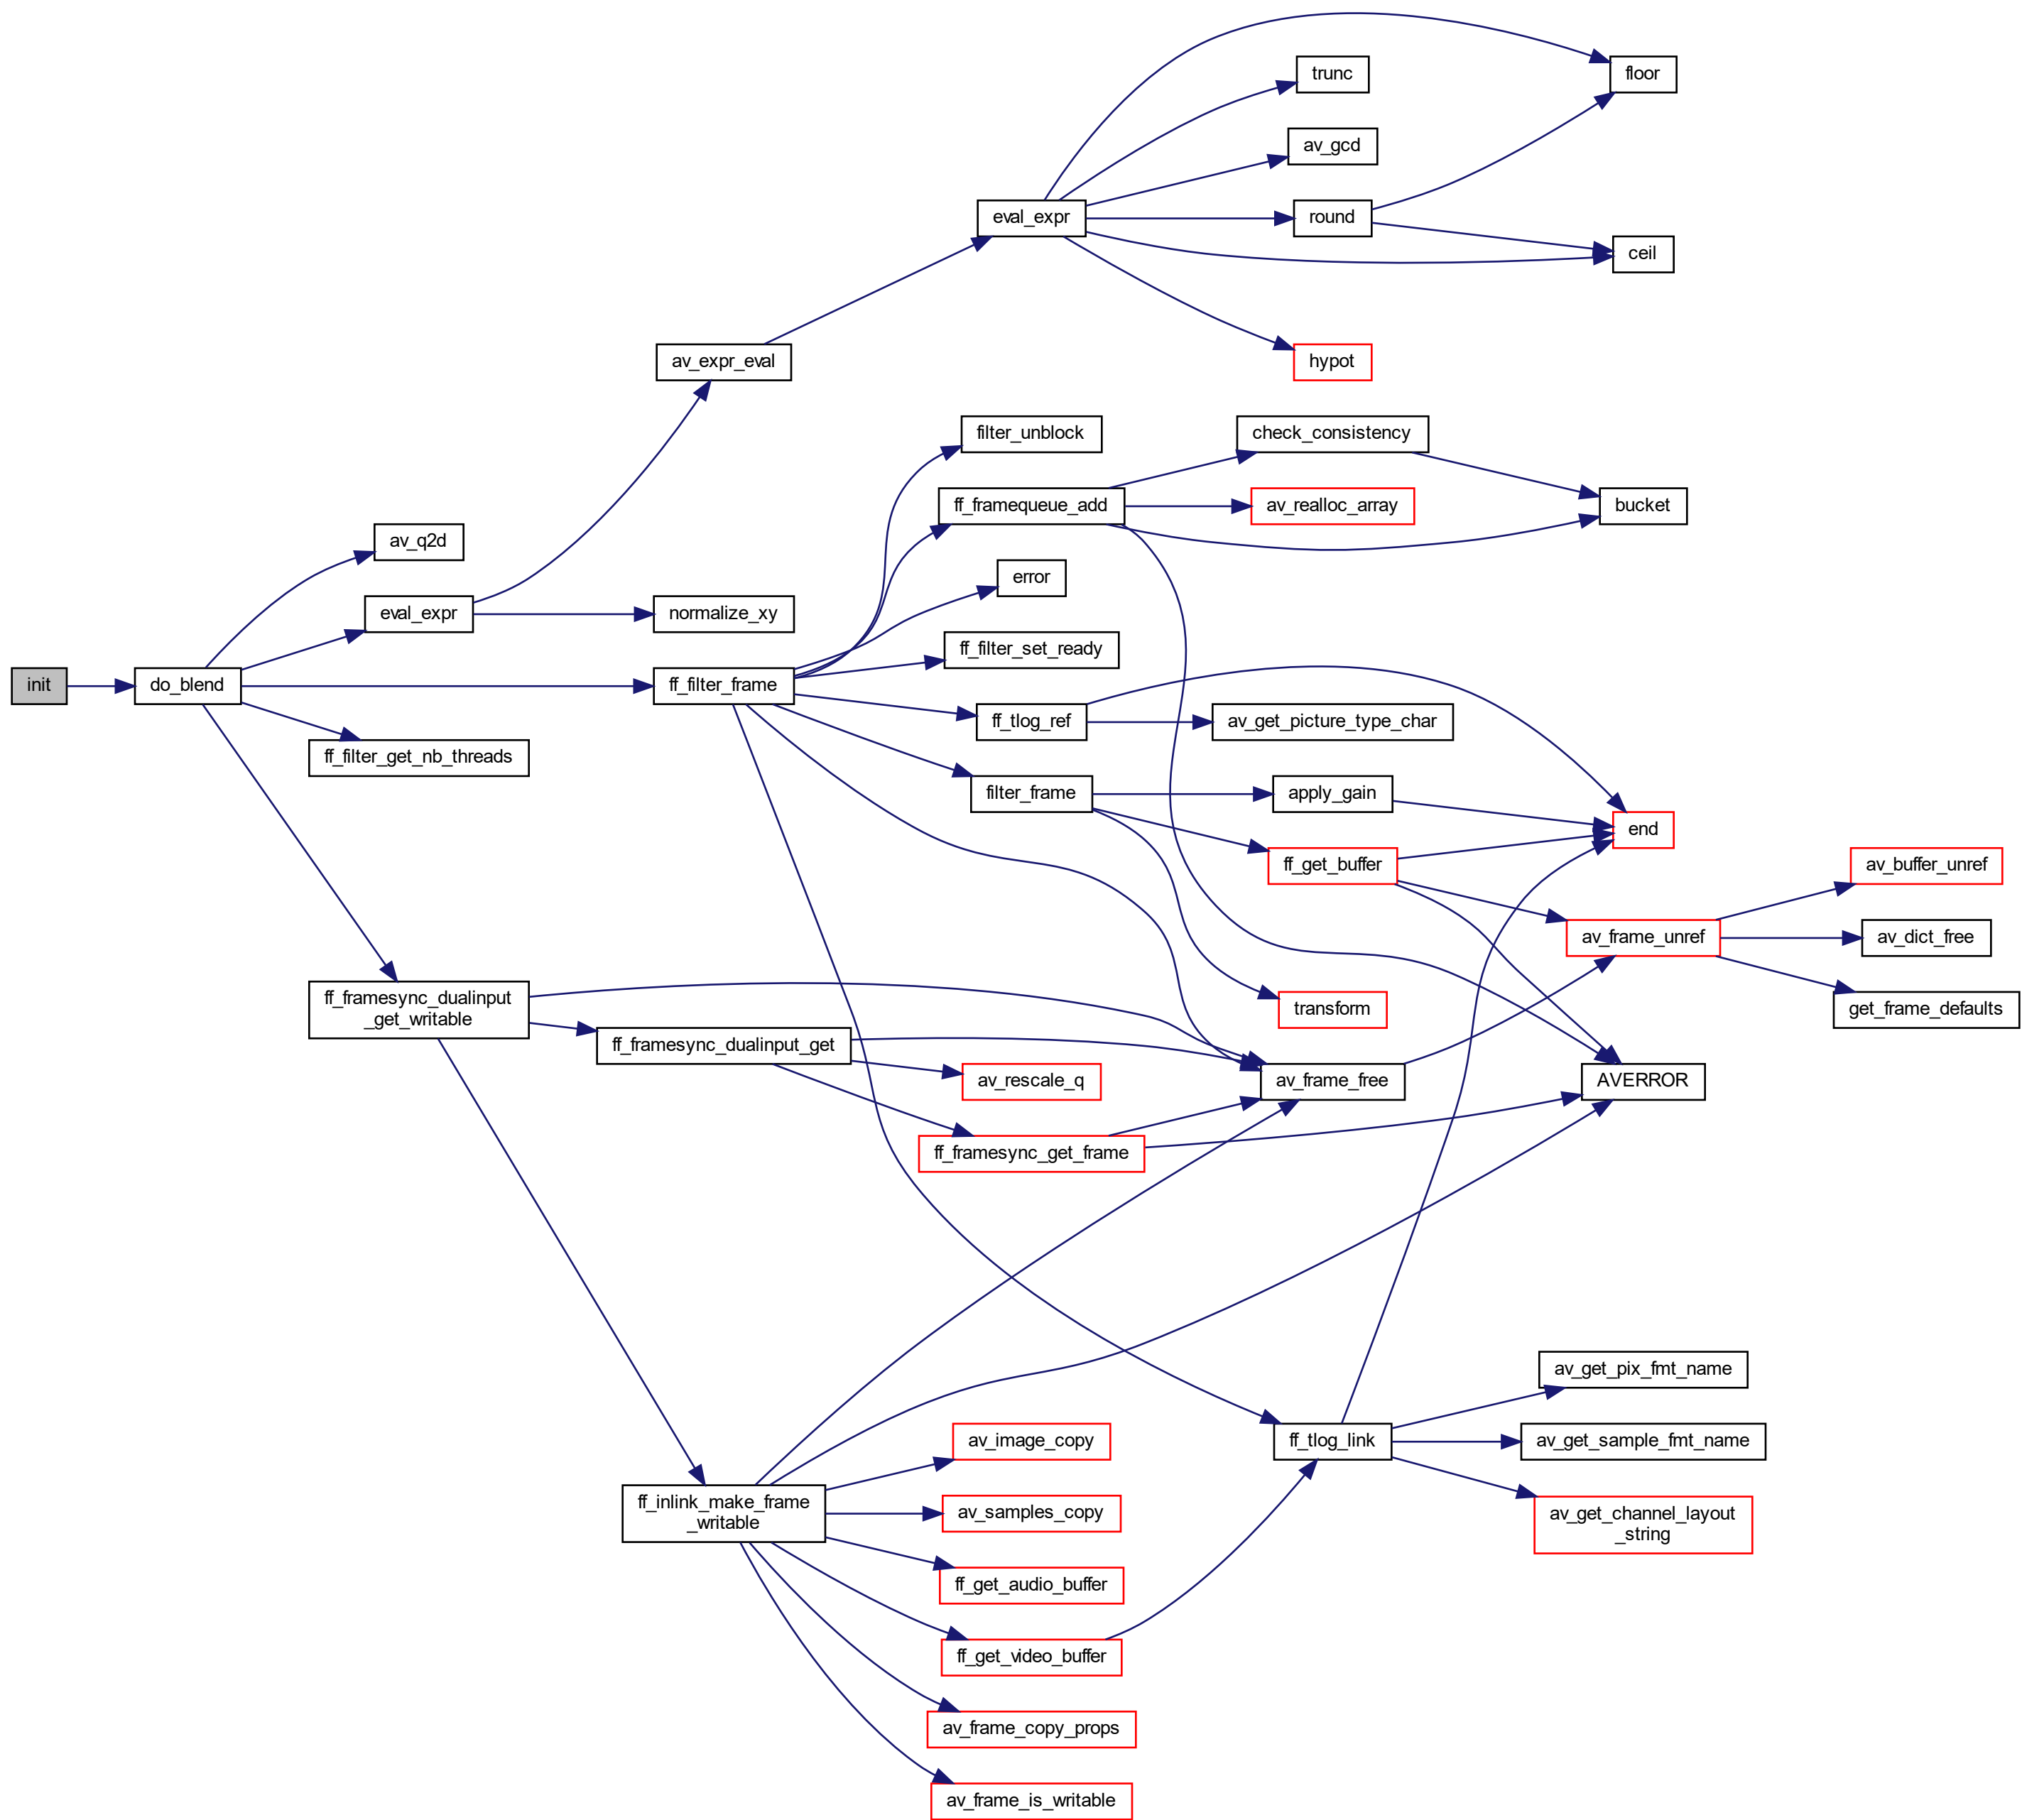 init
do_blend
av_q2d
eval_expr
ff_filter_get_nb_threads
ff_framesync_dualinput
_get_writable
av_expr_eval
normalize_xy
ff_filter_frame
ff_framesync_dualinput_get
ff_inlink_make_frame
_writable
eval_expr
filter_unblock
ff_framequeue_add
error
ff_filter_set_ready
ff_tlog_ref
filter_frame
av_rescale_q
ff_framesync_get_frame
av_image_copy
av_samples_copy
ff_get_audio_buffer
ff_get_video_buffer
av_frame_copy_props
av_frame_is_writable
trunc
av_gcd
round
hypot
check_consistency
av_realloc_array
av_get_picture_type_char
apply_gain
ff_get_buffer
transform
av_frame_free
ff_tlog_link
floor
ceil
bucket
end
av_frame_unref
AVERROR
av_get_pix_fmt_name
av_get_sample_fmt_name
av_get_channel_layout
_string
av_buffer_unref
av_dict_free
get_frame_defaults